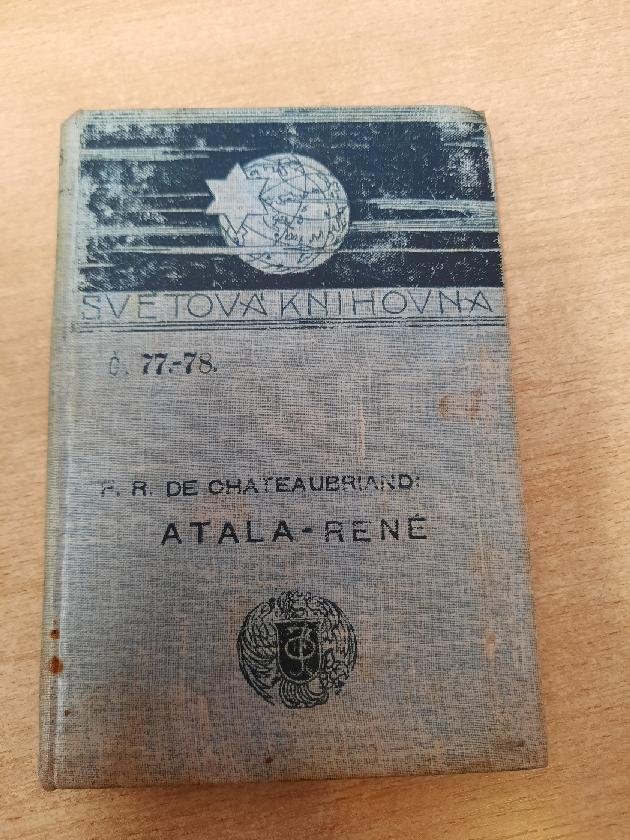 SVĚTOVÁ KNIHOVNA
Č. 77.-78.
F. R. DE CHATEAUBRIAND:
ATALA-RENÉ